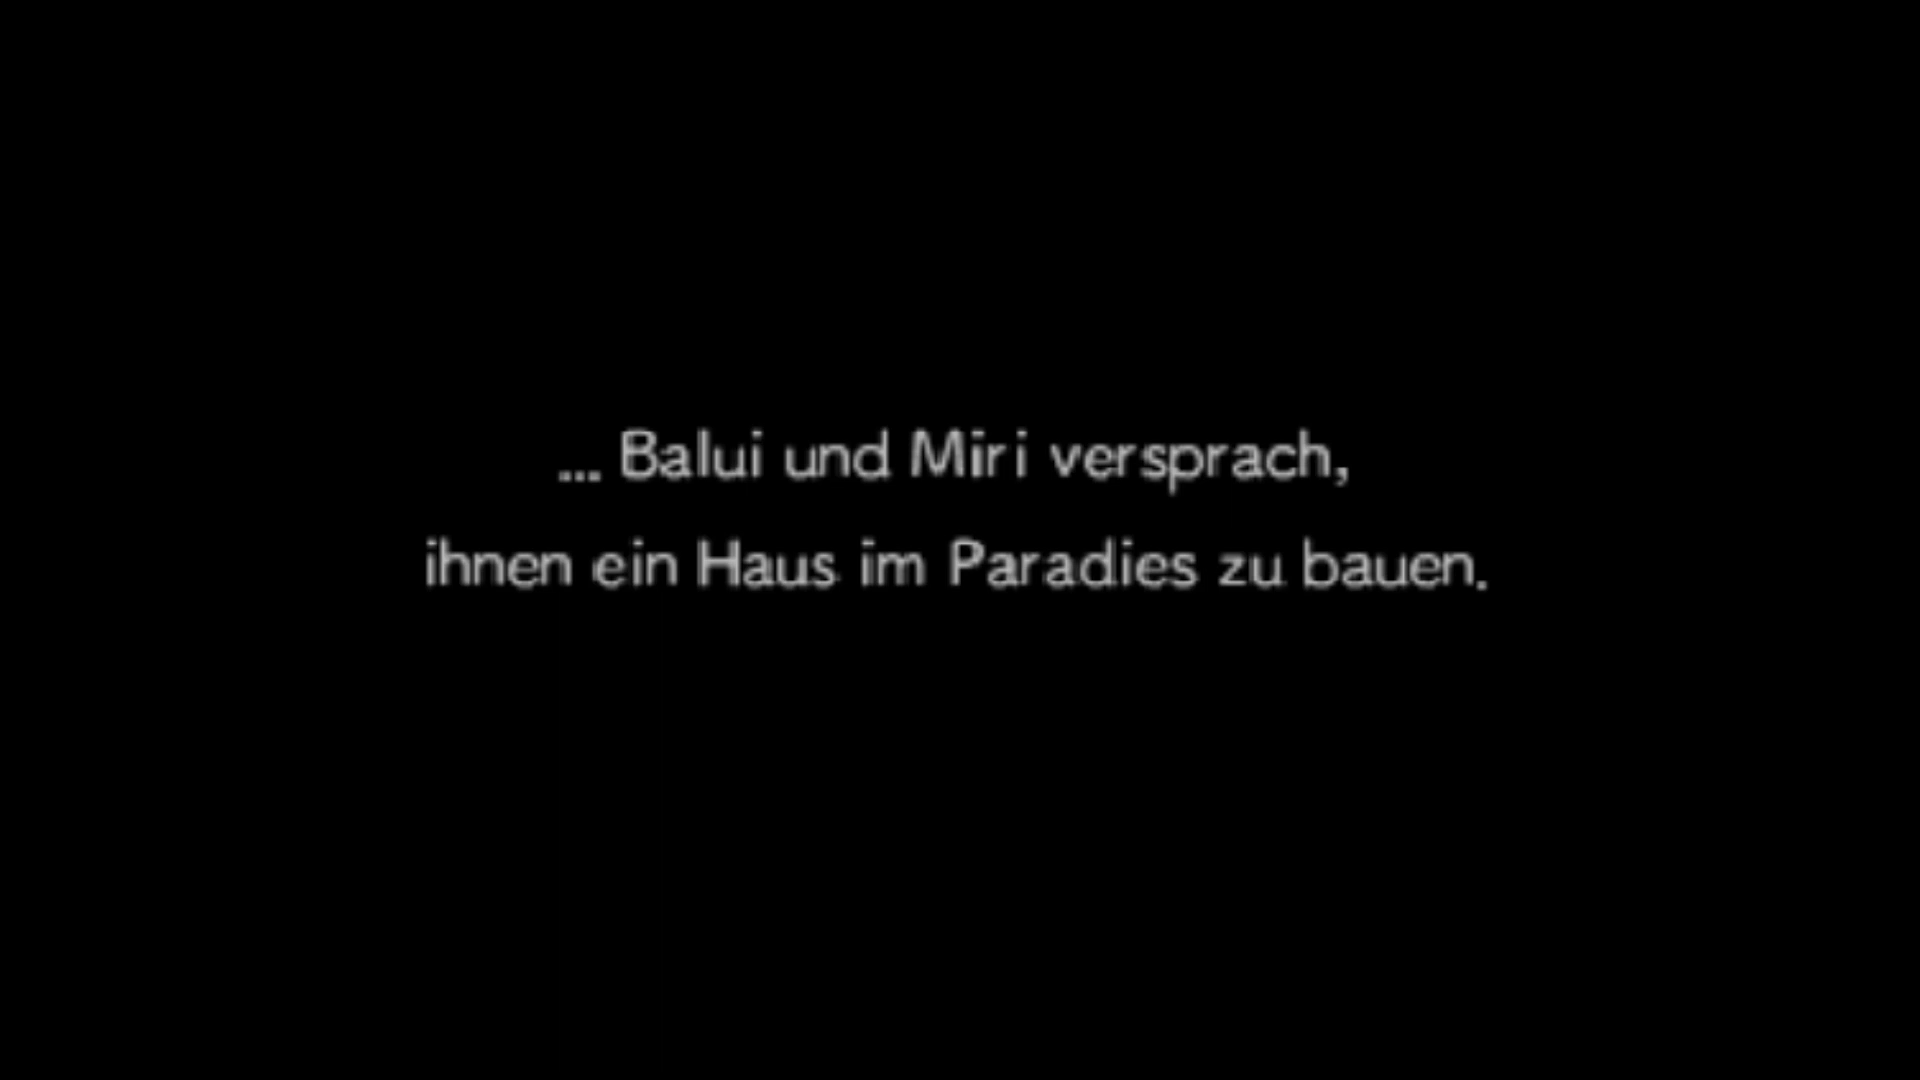 ... Balui und Miri versprach,
ihnen ein Haus im Paradies zu bauen.